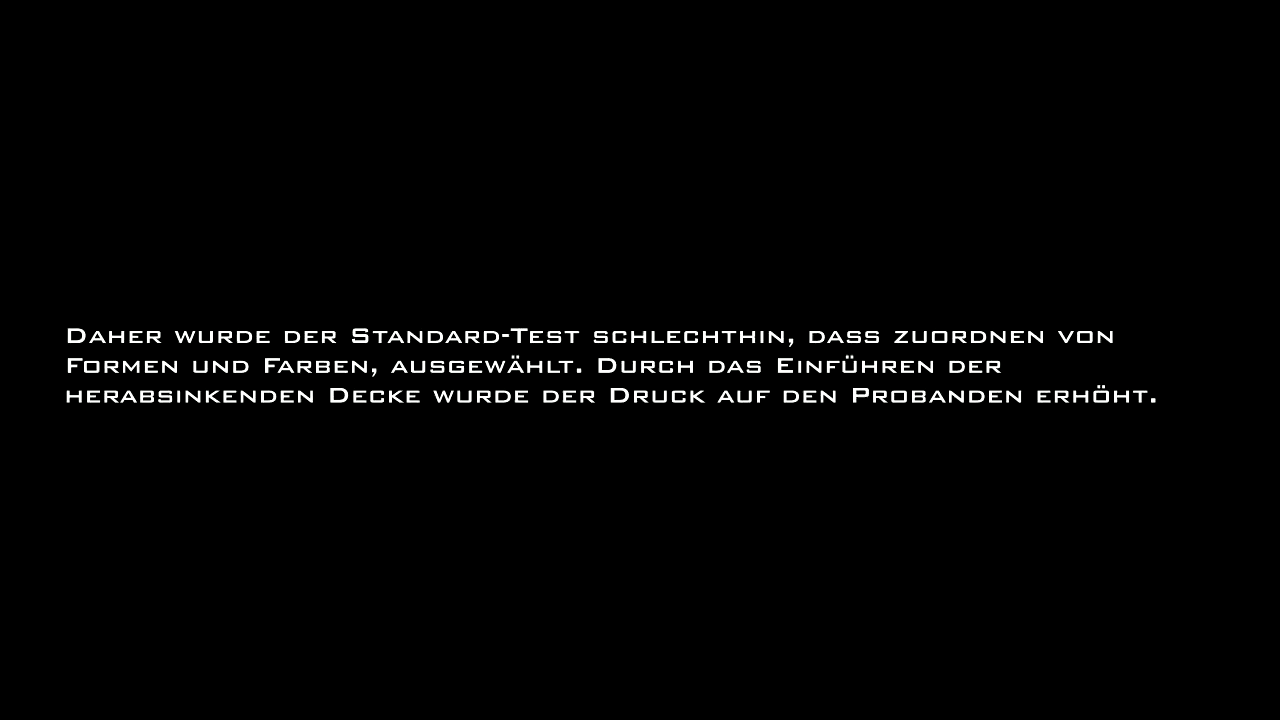 Daher wurde der Standard-Test schlechthin, dass zuordnen von
Formen und Farben, ausgewählt. Durch das Einführen der
herabsinkenden Decke wurde der Druck auf den Probanden erhöht.